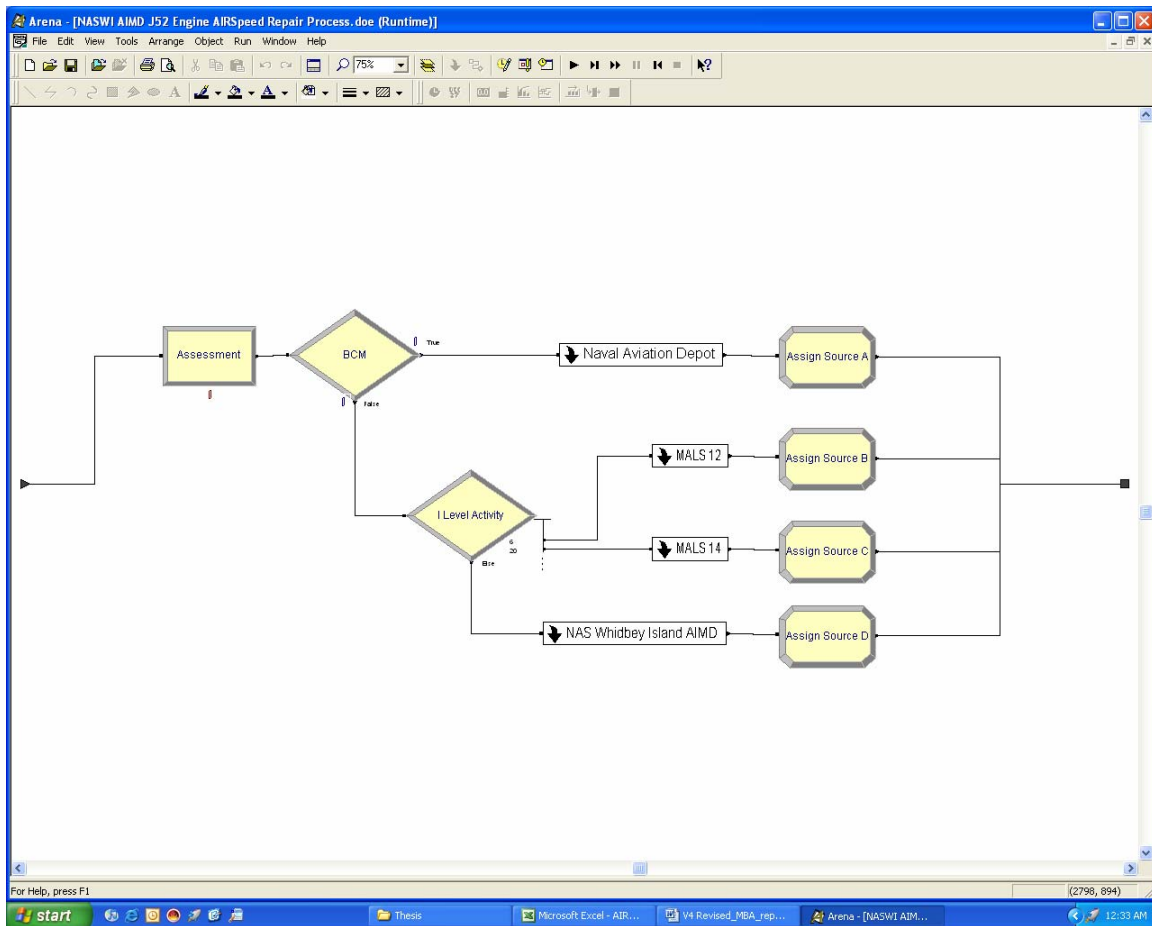 Arena - [NASWI AIMD J52 Engine AIRSpeed Repair Process.doe (Runtime)]
File Edit View Tools Arrange Object Run Window Help
75%
Assessment
BCM
True
False
Naval Aviation Depot
Assign Source A
MALS 12
Assign Source B
I Level Activity
6
20
Else
MALS 14
Assign Source C
NAS Whidbey Island AIMD
Assign Source D
For Help, press F1
(2798, 894)
start
Thesis
Microsoft Excel - AIR...
V4 Revised_MBA_rep...
Arena - [NASWI AIM...
12:33 AM